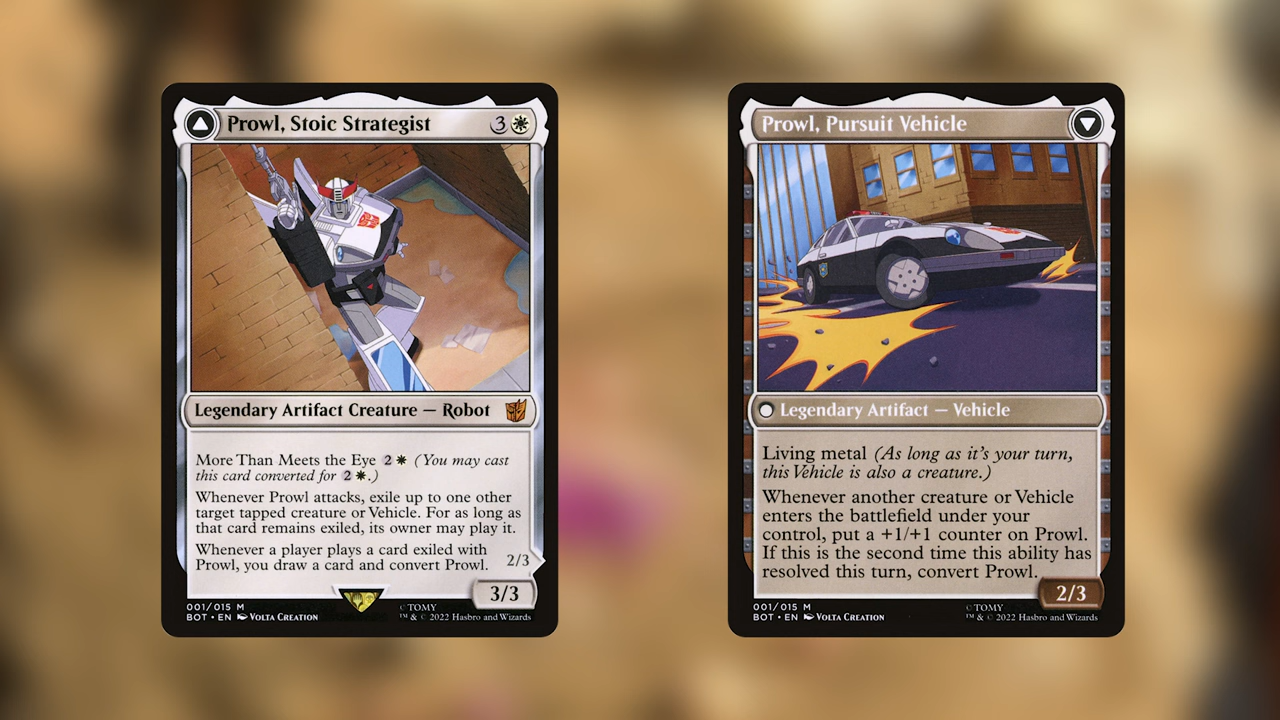 Prowl, Stoic Strategist 3
Legendary Artifact Creature — Robot
More Than Meets the Eye 2 (You may cast
this card converted for 2 .)
Whenever Prowl attacks, exile up to one other
target tapped creature or Vehicle. For as long as
that card remains exiled, its owner may play it.
Whenever a player plays a card exiled with
Prowl, you draw a card and convert Prowl.
2/3
3/3
001/015 M
BOT • EN Volta Creation
© TOMY
™ & © 2022 Hasbro and Wizards
Prowl, Pursuit Vehicle
Legendary Artifact — Vehicle
Living metal (As long as it's your turn,
this Vehicle is also a creature.)
Whenever another creature or Vehicle
enters the battlefield under your
control, put a +1/+1 counter on Prowl.
If this is the second time this ability has
resolved this turn, convert Prowl.
2/3
001/015 M
BOT • EN Volta Creation
© TOMY
™ & © 2022 Hasbro and Wizards